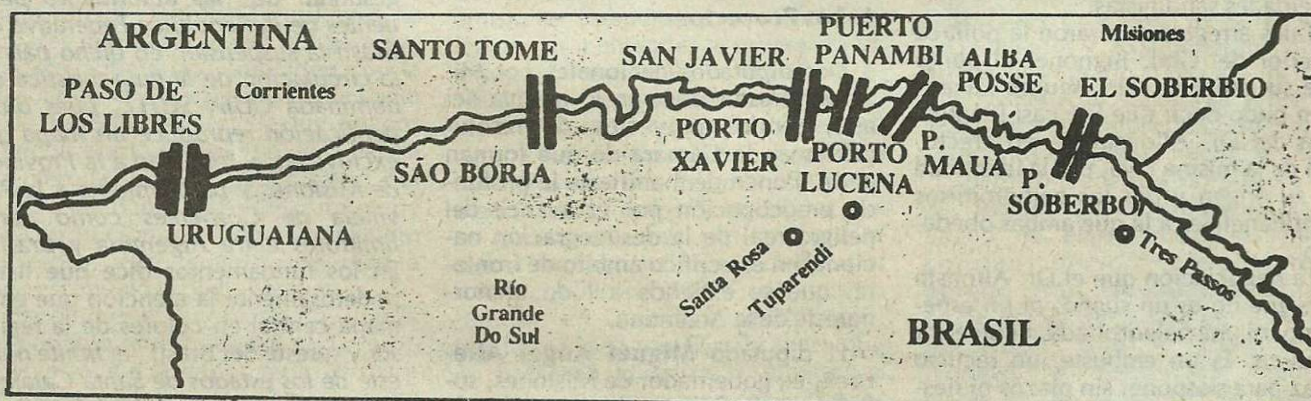 ARGENTINA
PASO DE
LOS LIBRES
Corrientes
SANTO TOME
SAN JAVIER
PUERTO
PANAMBI
ALBA
POSSE
Misiones
EL SOBERBIO
URUGUAIANA
SÃO BORJA
PORTO
XAVIER
PORTO
LUCENA
P.
MAUA
P.
SOBERBO
Río
Grande
Do Sul
Santa Rosa
Tuparendi
Tres Passos
BRASIL